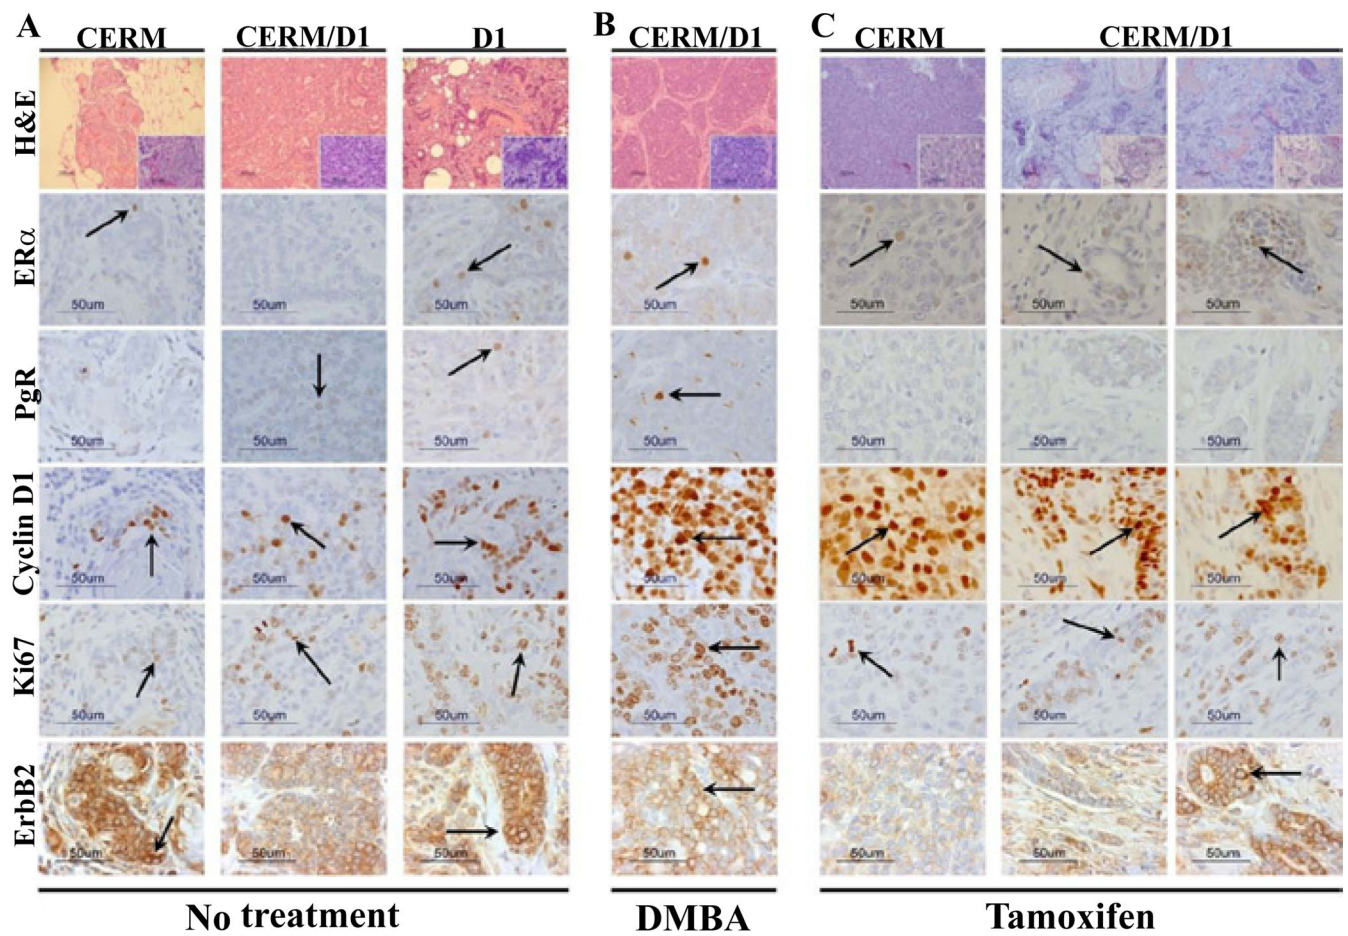 A B C
CERM CERM/D1 D1 CERM/D1 CERM CERM/D1
H&E
ERα
50um 50um 50um 50um 50um 50um 50um
PgR
50um 50um 50um 50um 50um 50um 50um
Cyclin D1
50um 50um 50um 50um 50um 50um 50um
Ki67
50um 50um 50um 50um 50um 50um 50um
ErbB2
50um 50um 50um 50um 50um 50um 50um
No treatment DMBA Tamoxifen